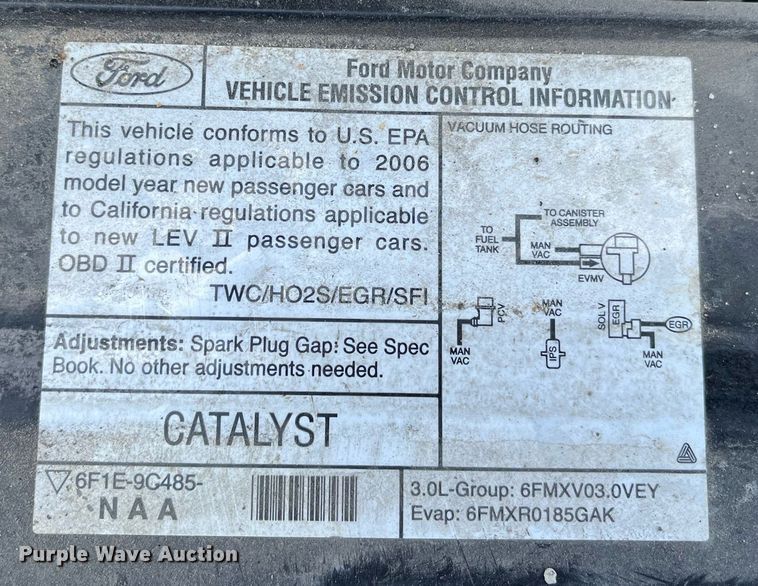 Ford
Ford Motor Company
VEHICLE EMISSION CONTROL INFORMATION
This vehicle conforms to U.S. EPA
regulations applicable to 2006
model year new passenger cars and
to California regulations applicable
to new LEV II passenger cars.
OBD II certified.
TWC/HO2S/EGR/SFI
Adjustments: Spark Plug Gap: See Spec
Book. No other adjustments needed.
CATALYST
6F1E-9C485-
NAA
VACUUM HOSE ROUTING
TO CANISTER
ASSEMBLY
TO
FUEL
TANK
MAN
VAC
EVMV
PCV
MAN
VAC
MAN
VAC
IPS
SOL V
EGR
EGR
MAN
VAC
3.0L-Group: 6FMXV03.0VEY
Evap: 6FMXR0185GAK
Purple Wave Auction